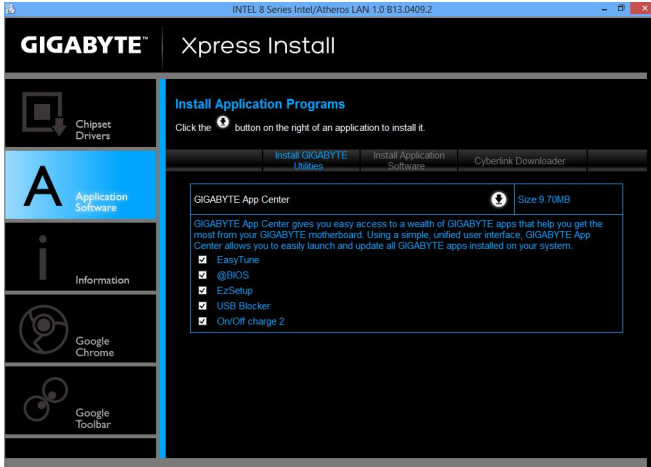 INTEL 8 Series Intel/Atheros LAN 1.0 B13.0409.2
GIGABYTE™
Xpress Install
Chipset
Drivers
A
Application
Software
i
Information
Google
Chrome
Google
Toolbar
Install Application Programs
Click the button on the right of an application to install it.
Install GIGABYTE
Utilities
Install Application
Software
Cyberlink Downloader
GIGABYTE App Center
Size:9.70MB
GIGABYTE App Center gives you easy access to a wealth of GIGABYTE apps that help you get the
most from your GIGABYTE motherboard. Using a simple, unified user interface, GIGABYTE App
Center allows you to easily launch and update all GIGABYTE apps installed on your system.
EasyTune
@BIOS
EzSetup
USB Blocker
On/Off charge 2